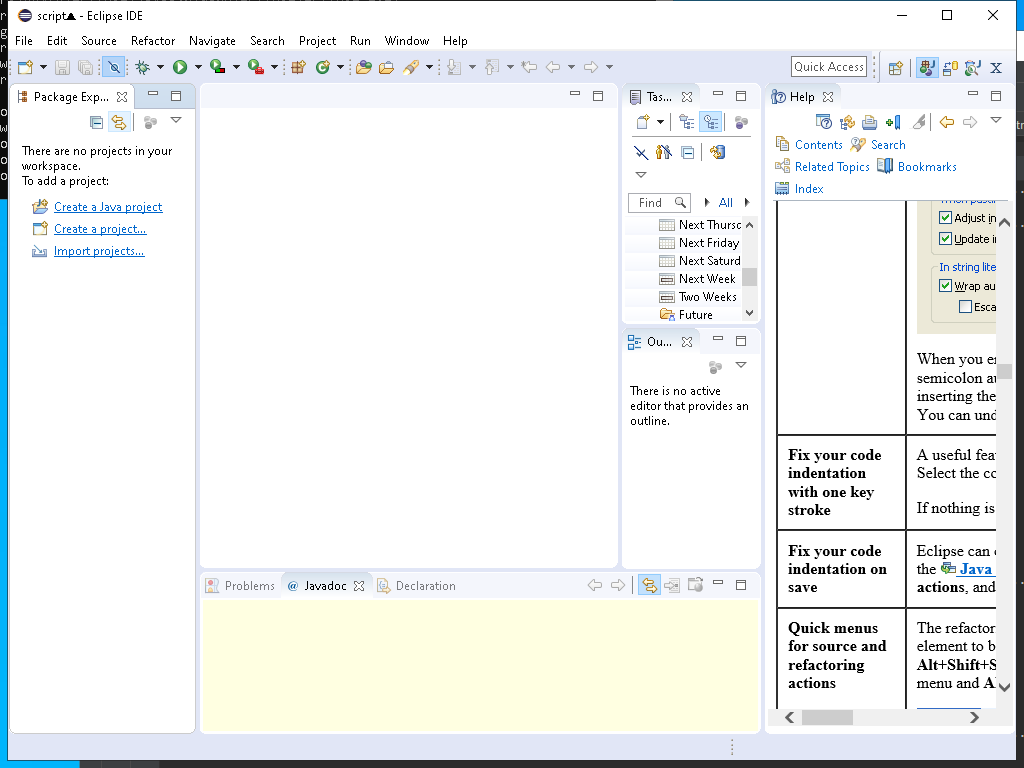 script▲ - Eclipse IDE
File Edit Source Refactor Navigate Search Project Run Window Help
Quick Access
Package Exp...
There are no projects in your
workspace.
To add a project:
Create a Java project
Create a project...
Import projects...
Tas...
Find
All
Next Thursc
Next Friday
Next Saturd
Next Week
Two Weeks
Future
Ou...
There is no active
editor that provides an
outline.
Problems @ Javadoc Declaration
Help
Contents Search
Related Topics Bookmarks
Index
Adjust in
Update i
In string lite
Wrap au
Esca
When you e
semicolon a
inserting the
You can und
Fix your code
indentation
with one key
stroke
A useful fea
Select the cc
If nothing is
Fix your code
indentation on
save
Eclipse can
the Java
actions, and
Quick menus
for source and
refactoring
actions
The refactor
element to b
Alt+Shift+S
menu and A